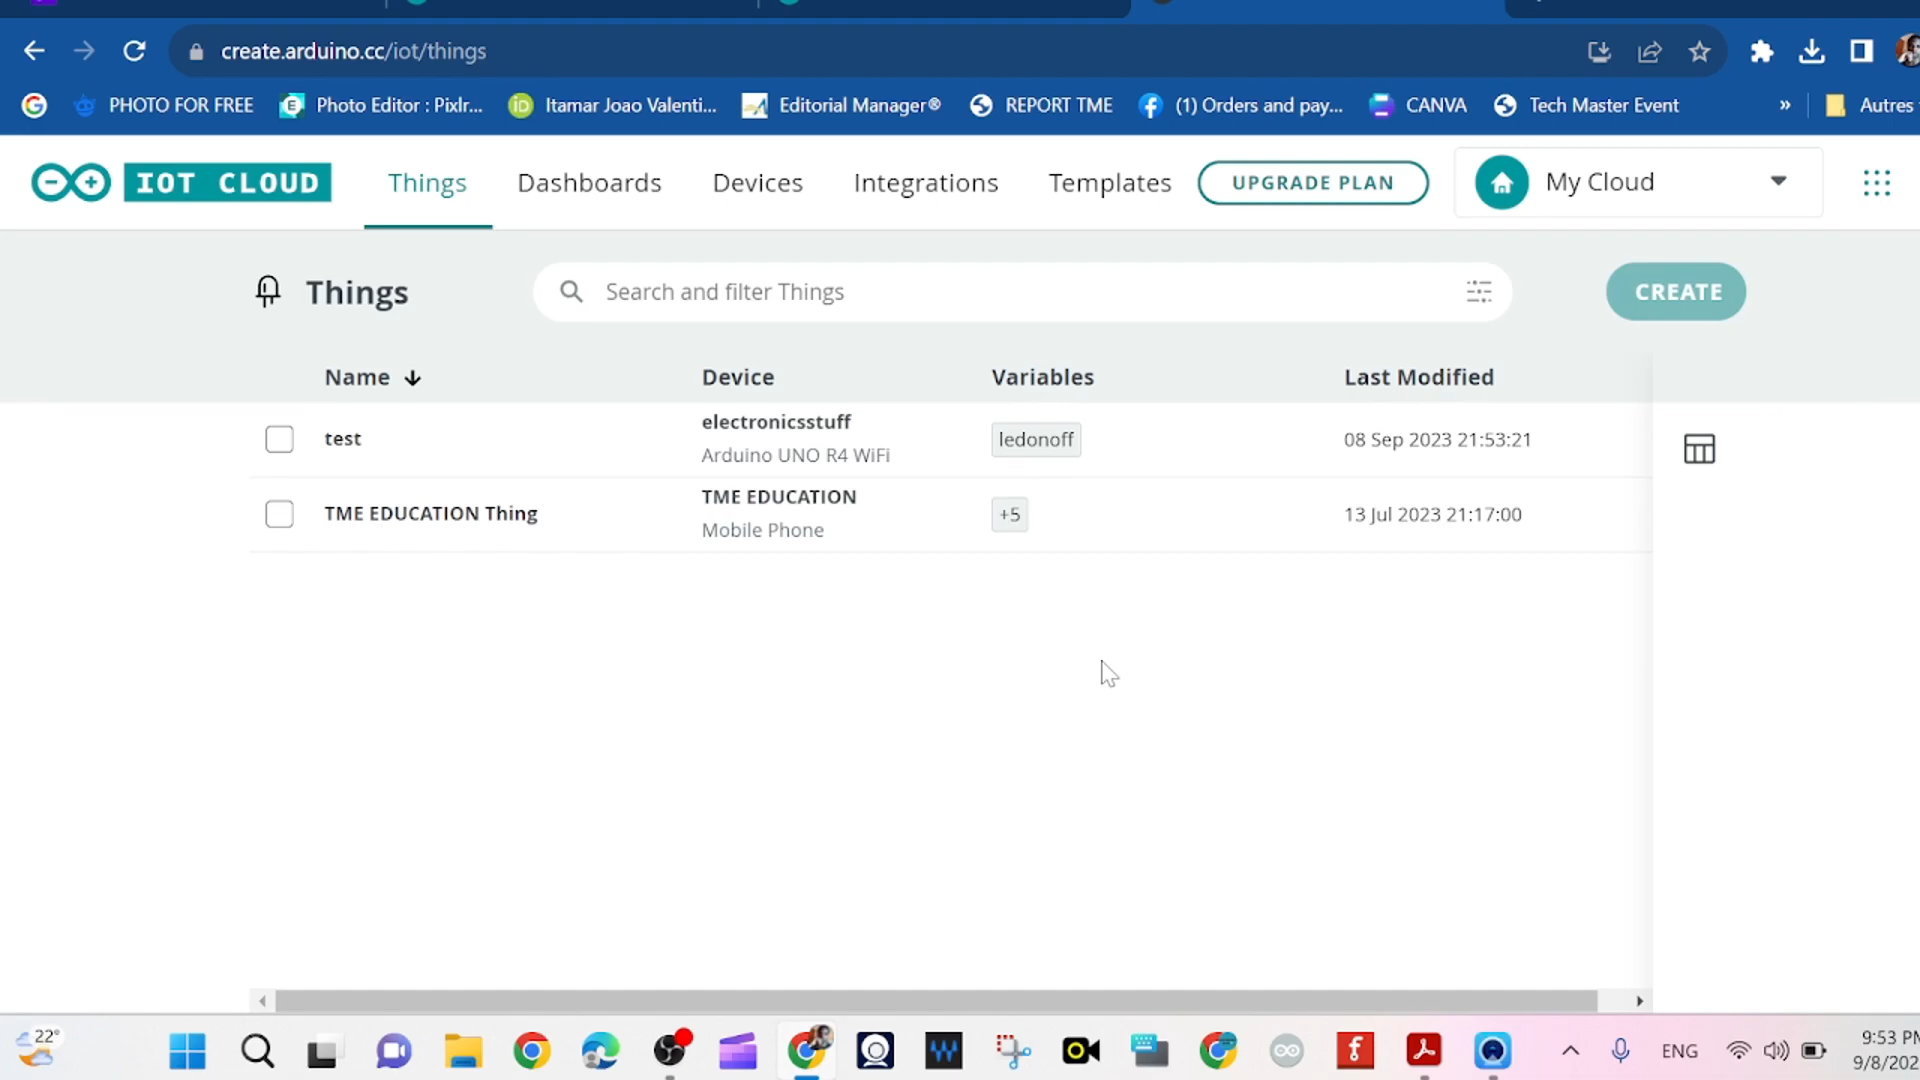 create.arduino.cc/iot/things
PHOTO FOR FREE
Photo Editor : Pixlr...
Itamar Joao Valenti...
Editorial Manager®
REPORT TME
(1) Orders and pay...
CANVA
Tech Master Event
»
Autres
IOT CLOUD
Things
Dashboards
Devices
Integrations
Templates
UPGRADE PLAN
My Cloud
Things
Search and filter Things
CREATE
Name
Device
Variables
Last Modified
test
electronicsstuff
Arduino UNO R4 WiFi
ledonoff
08 Sep 2023 21:53:21
TME EDUCATION Thing
TME EDUCATION
Mobile Phone
+5
13 Jul 2023 21:17:00
22°
ENG
9:53 PM
9/8/202